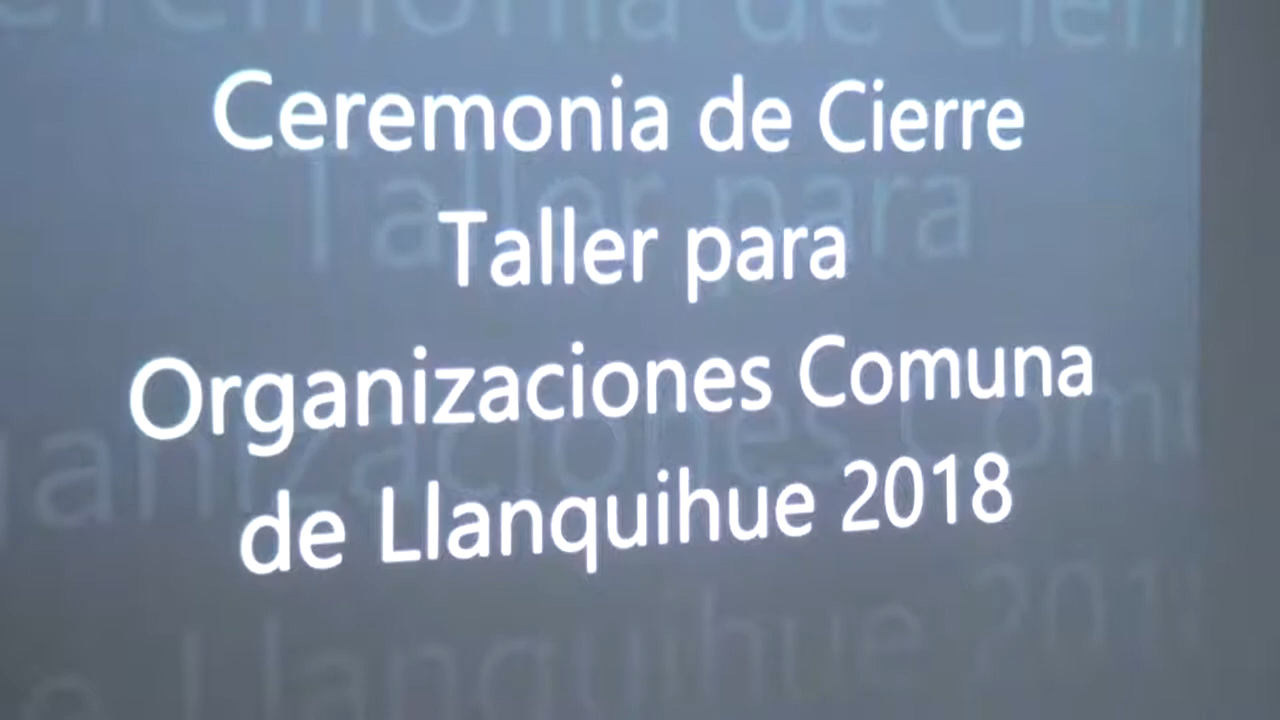 Ceremonia de Cierre
Taller para
Organizaciones Comuna
de Llanquihue 2018